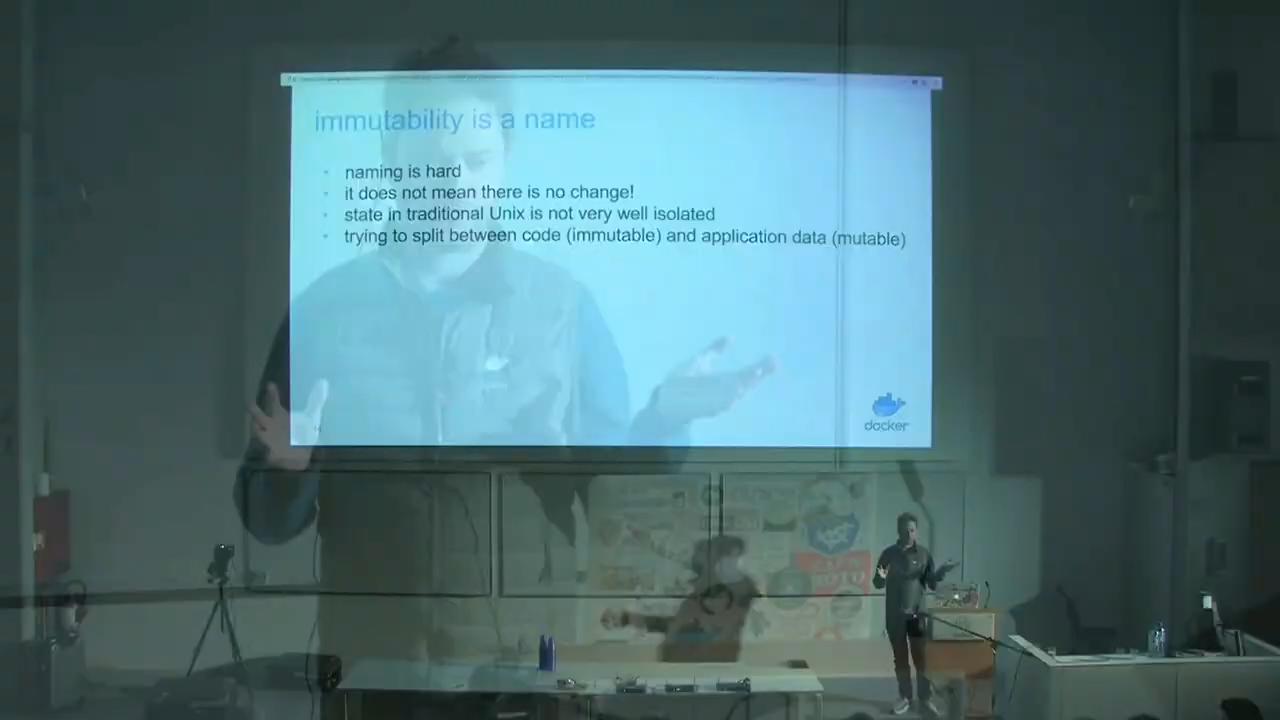 immutability is a name
naming is hard
it does not mean there is no change!
state in traditional Unix is not very well isolated
trying to split between code (immutable) and application data (mutable)
docker